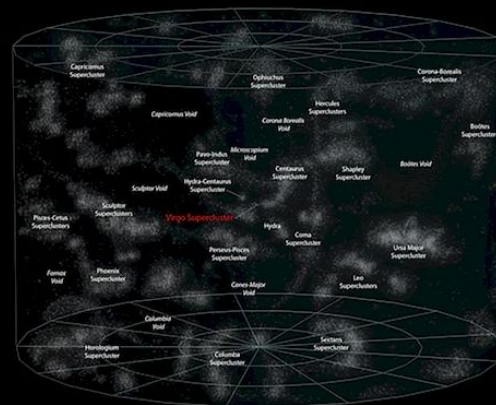 Capricornus
Supercluster
Ophiuchus
Supercluster
Corona-Borealis
Supercluster
Capricornus Void
Hercules
Superclusters
Corona Borealis
Void
Boötes
Supercluster
Pavo-Indus
Supercluster
Microscopium
Void
Centaurus
Supercluster
Shapley
Supercluster
Boötes Void
Sculptor Void
Hydra-Centaurus
Supercluster
Pisces-Cetus
Superclusters
Sculptor
Superclusters
Virgo Supercluster
Hydra
Coma
Supercluster
Perseus-Pisces
Supercluster
Ursa Major
Supercluster
Fornax
Void
Phoenix
Supercluster
Canes-Major
Void
Leo
Superclusters
Columbia
Void
Horologium
Supercluster
Columba
Supercluster
Sextans
Supercluster